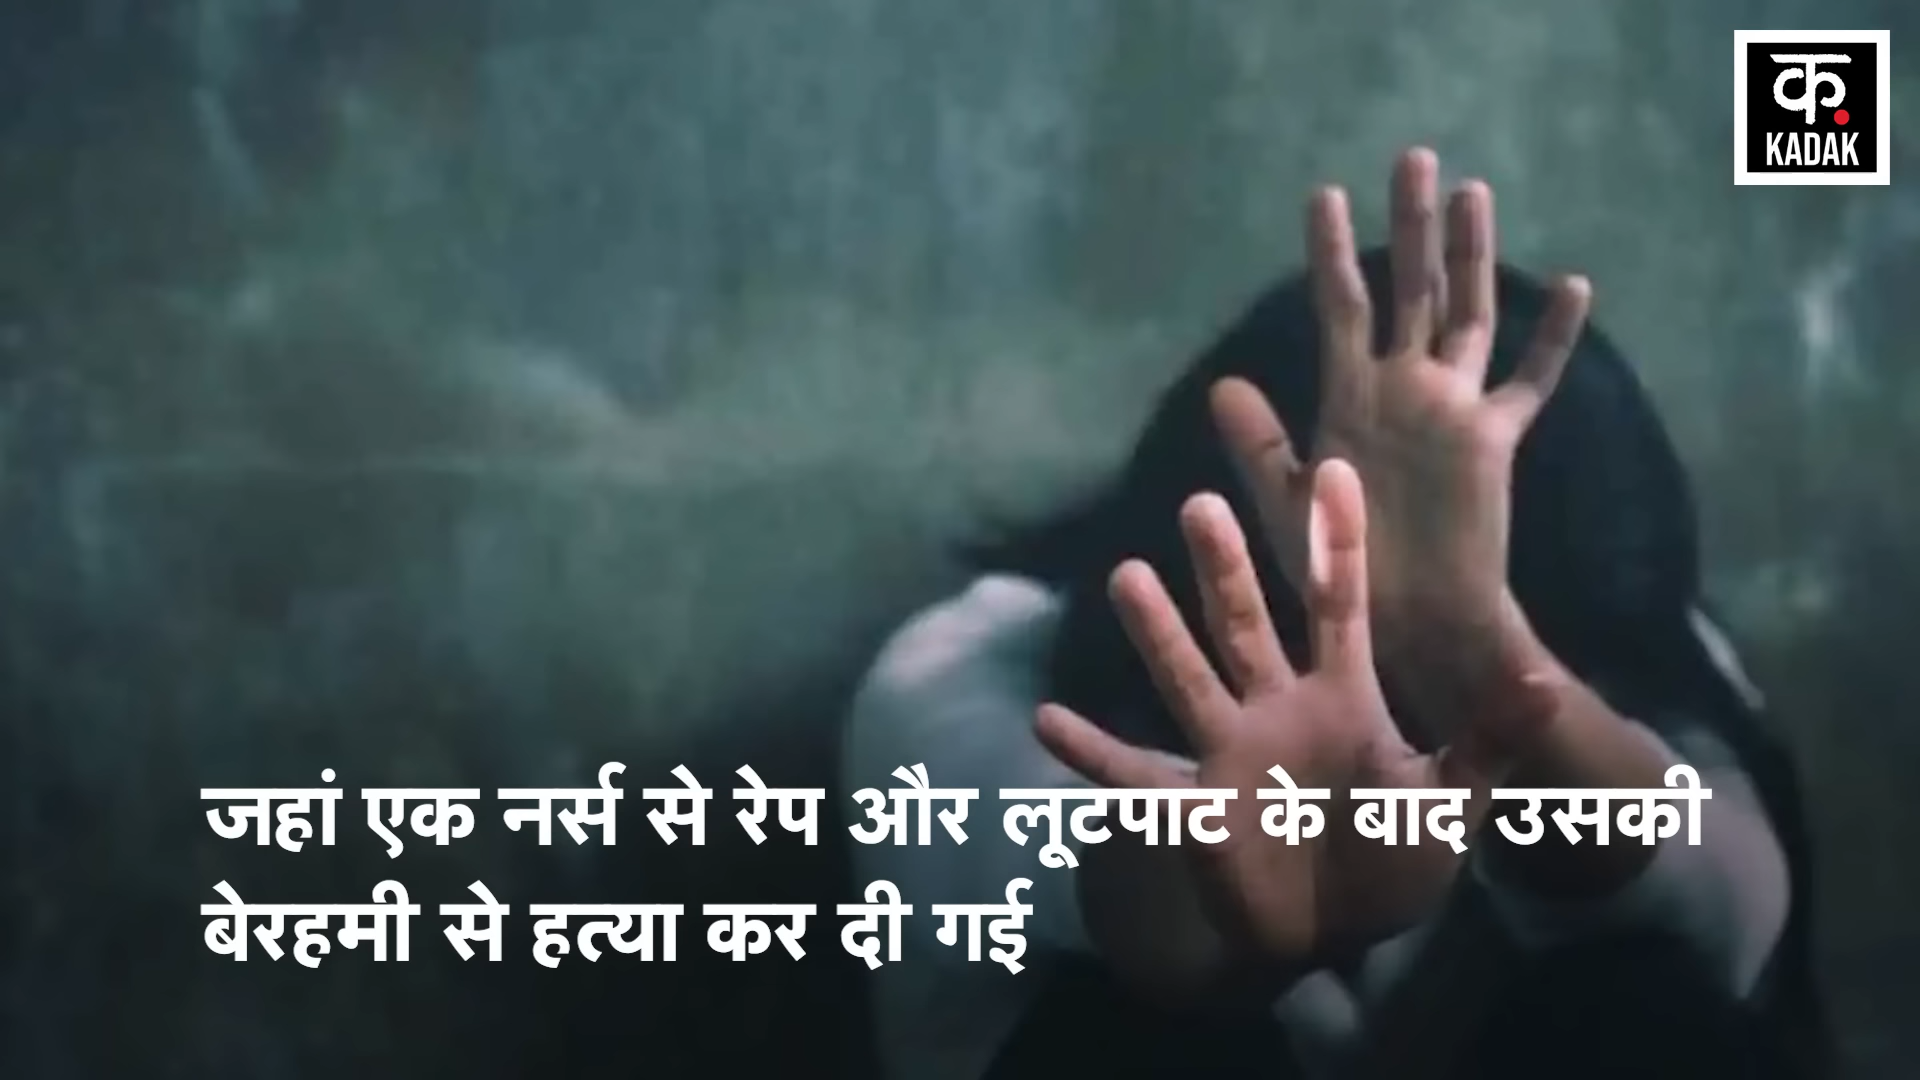 क
KADAK
जहां एक नर्स से रेप और लूटपाट के बाद उसकी
बेरहमी से हत्या कर दी गई